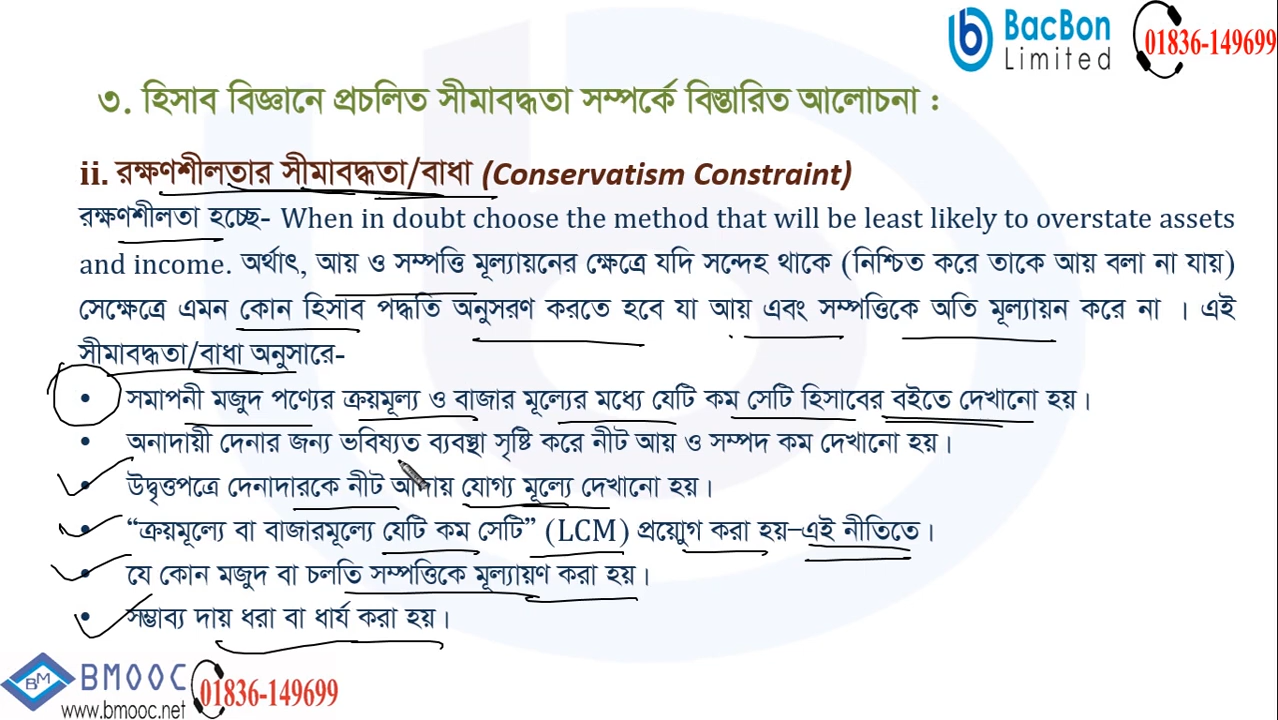 BacBon
Limited
01836-149699
৩. হিসাব বিজ্ঞানে প্রচলিত সীমাবদ্ধতা সম্পর্কে বিস্তারিত আলোচনা :
ii. রক্ষণশীলতার সীমাবদ্ধতা/বাধা (Conservatism Constraint)
রক্ষণশীলতা হচ্ছে- When in doubt choose the method that will be least likely to overstate assets
and income. অর্থাৎ, আয় ও সম্পত্তি মূল্যায়নের ক্ষেত্রে যদি সন্দেহ থাকে (নিশ্চিত করে তাকে আয় বলা না যায়)
সেক্ষেত্রে এমন কোন হিসাব পদ্ধতি অনুসরণ করতে হবে যা আয় এবং সম্পত্তিকে অতি মূল্যায়ন করে না । এই
সীমাবদ্ধতা/বাধা অনুসারে-
• সমাপনী মজুদ পণ্যের ক্রয়মূল্য ও বাজার মূল্যের মধ্যে যেটি কম সেটি হিসাবের বইতে দেখানো হয়।
• অনাদায়ী দেনার জন্য ভবিষ্যত ব্যবস্থা সৃষ্টি করে নীট আয় ও সম্পদ কম দেখানো হয়।
• উদ্বৃত্তপত্রে দেনাদারকে নীট আদায় যোগ্য মূল্যে দেখানো হয়।
• “ক্রয়মূল্যে বা বাজারমূল্যে যেটি কম সেটি” (LCM) প্রয়োুগ করা হয়–এই নীতিতে।
• যে কোন মজুদ বা চলতি সম্পত্তিকে মূল্যায়ণ করা হয়।
• সম্ভাব্য দায় ধরা বা ধার্য করা হয়।
BM
BMOOC
www.bmooc.net
01836-149699